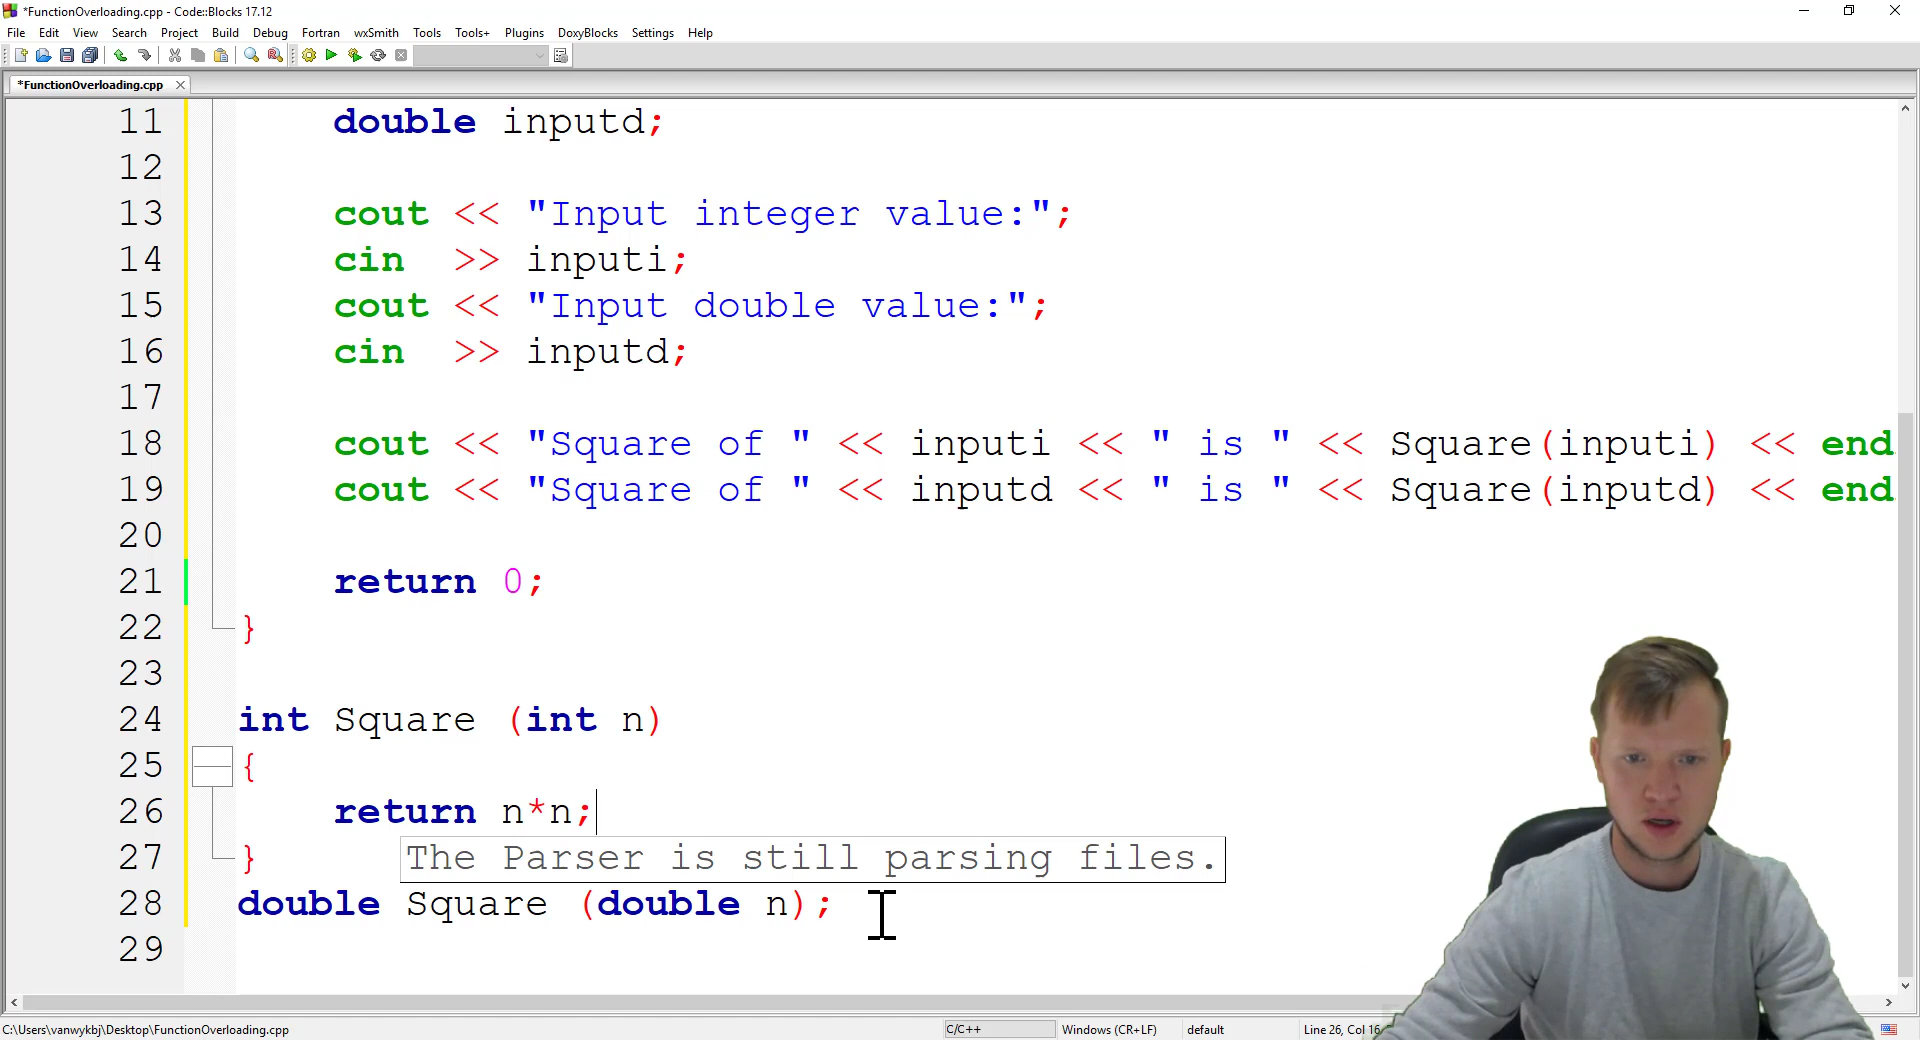 *FunctionOverloading.cpp - Code::Blocks 17.12
File Edit View Search Project Build Debug Fortran wxSmith Tools Tools+ Plugins DoxyBlocks Settings Help
*FunctionOverloading.cpp
11 double inputd;
12
13 cout << "Input integer value:";
14 cin >> inputi;
15 cout << "Input double value:";
16 cin >> inputd;
17
18 cout << "Square of " << inputi << " is " << Square(inputi) << end
19 cout << "Square of " << inputd << " is " << Square(inputd) << end
20
21 return 0;
22 }
23
24 int Square (int n)
25 {
26 return n*n;
27 }
The Parser is still parsing files.
28 double Square (double n);
29
C:\Users\vanwykbj\Desktop\FunctionOverloading.cpp C/C++ Windows (CR+LF) default Line 26, Col 16